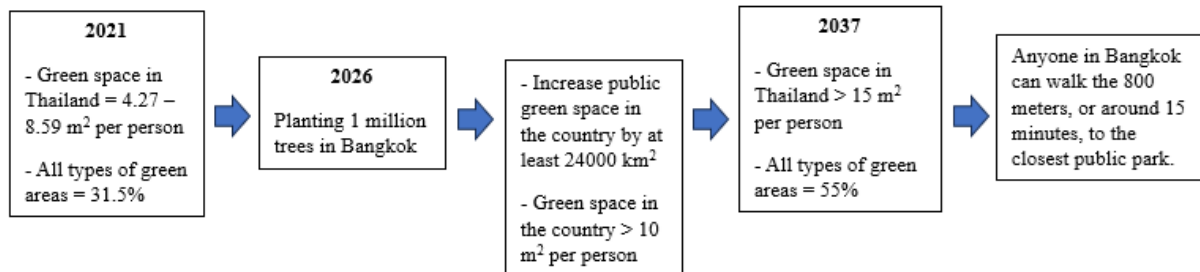 2021
- Green space in
Thailand = 4.27 –
8.59 m² per person
- All types of green
areas = 31.5%
2026
Planting 1 million
trees in Bangkok
- Increase public
green space in
the country by at
least 24000 km²
- Green space in
the country > 10
m² per person
2037
- Green space in
Thailand > 15 m²
per person
- All types of green
areas = 55%
Anyone in Bangkok
can walk the 800
meters, or around 15
minutes, to the
closest public park.